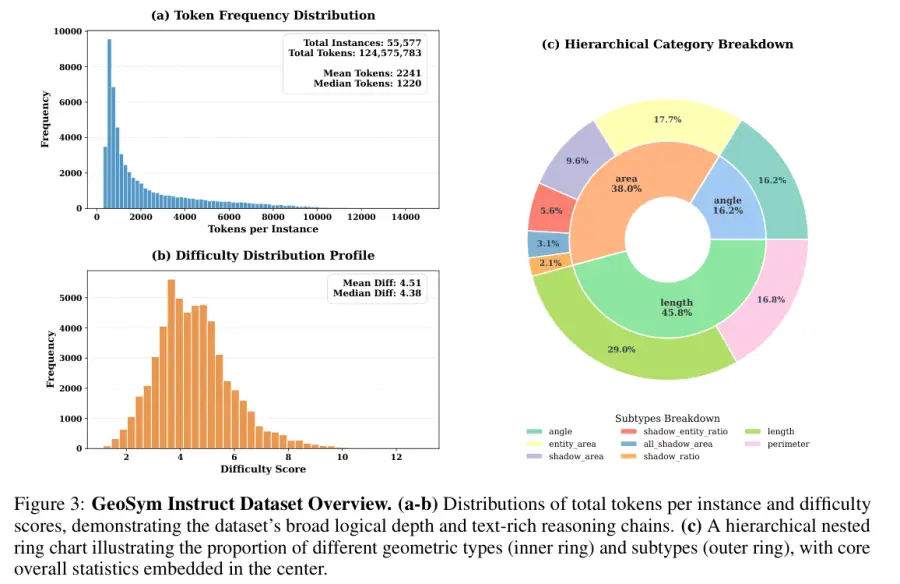 (a) Token Frequency Distribution
10000
8000
6000
4000
2000
0
Frequency
Total Instances: 55,577
Total Tokens: 124,575,783
Mean Tokens: 2241
Median Tokens: 1220
0 2000 4000 6000 8000 10000 12000 14000
Tokens per Instance
(b) Difficulty Distribution Profile
5000
4000
3000
2000
1000
0
Frequency
Mean Diff: 4.51
Median Diff: 4.38
2 4 6 8 10 12
Difficulty Score
(c) Hierarchical Category Breakdown
17.7%
9.6%
16.2%
area
38.0%
angle
16.2%
5.6%
3.1%
2.1%
length
45.8%
16.8%
29.0%
Subtypes Breakdown
angle shadow_entity_ratio length
entity_area all_shadow_area perimeter
shadow_area shadow_ratio
Figure 3: GeoSym Instruct Dataset Overview. (a-b) Distributions of total tokens per instance and difficulty
scores, demonstrating the dataset's broad logical depth and text-rich reasoning chains. (c) A hierarchical nested
ring chart illustrating the proportion of different geometric types (inner ring) and subtypes (outer ring), with core
overall statistics embedded in the center.